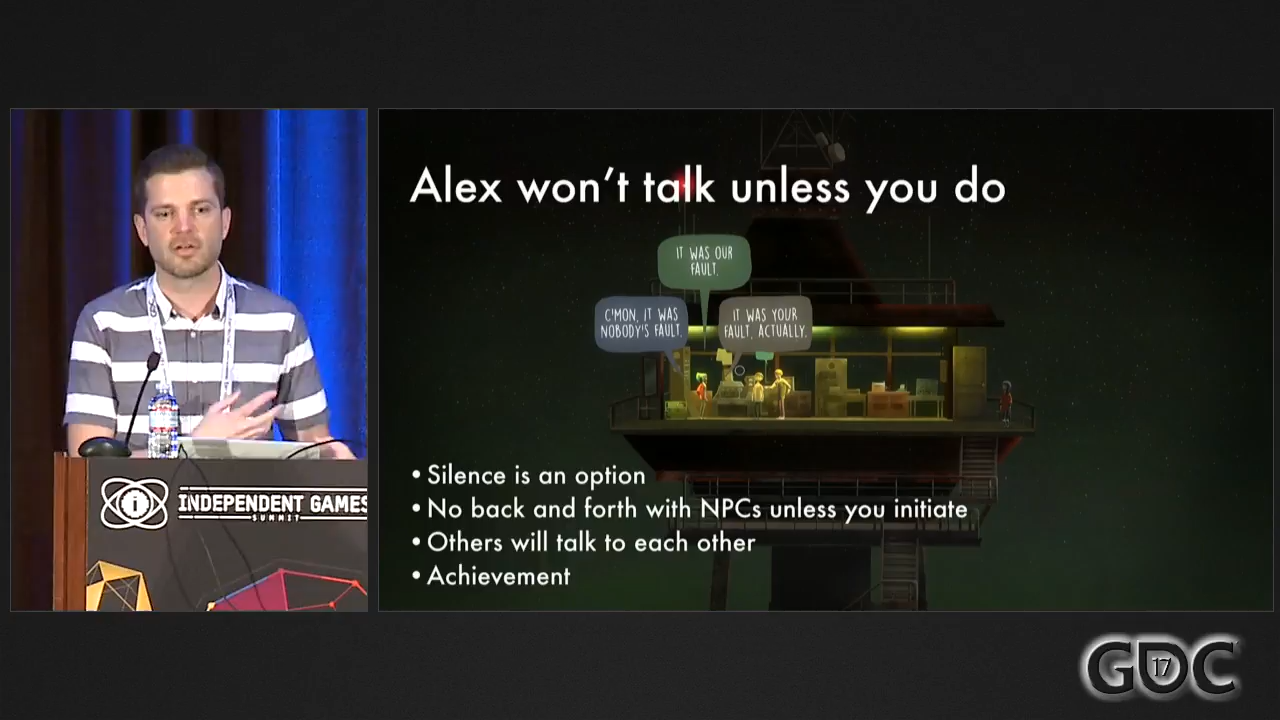 Alex won't talk unless you do
IT WAS OUR
FAULT.
C'MON, IT WAS
NOBODY'S FAULT.
IT WAS YOUR
FAULT, ACTUALLY.
• Silence is an option
• No back and forth with NPCs unless you initiate
• Others will talk to each other
• Achievement
i
INDEPENDENT GAMES
SUMMIT
GDC
17